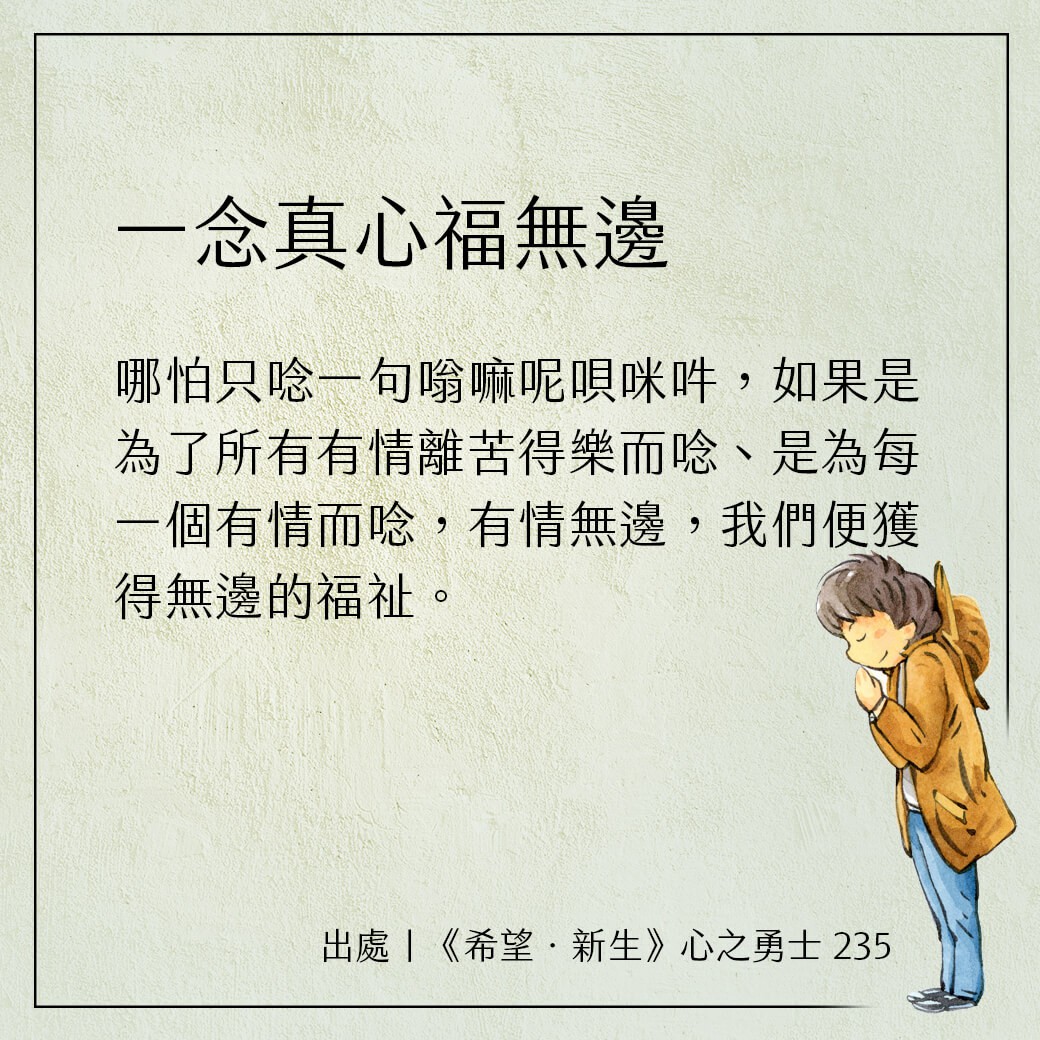 一念真心福無邊
哪怕只唸一句嗡嘛呢唄咪吽，如果是
為了所有有情離苦得樂而唸、是為每
一個有情而唸，有情無邊，我們便獲
得無邊的福祉。
出處｜《希望．新生》心之勇士 235